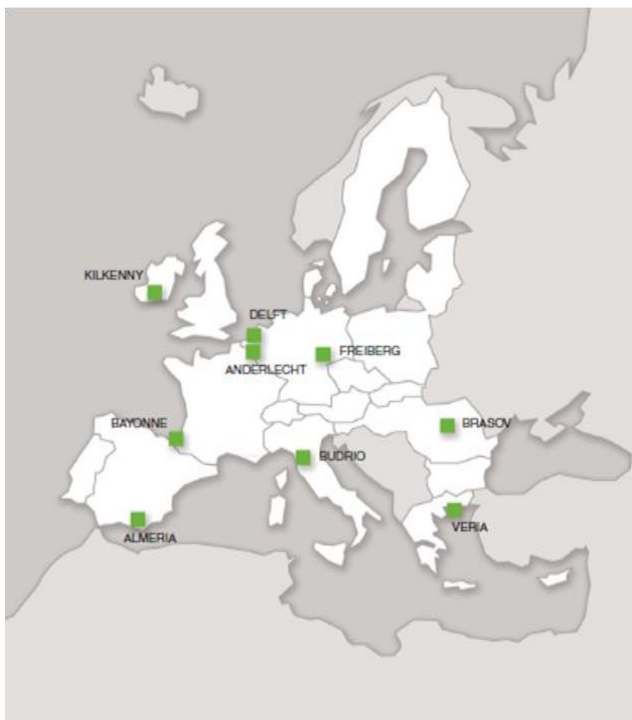 KILKENNY
DELFT
ANDERLECHT
FREIBERG
BAYONNE
BRASOV
BUDRIO
ALMERIA
VERIA